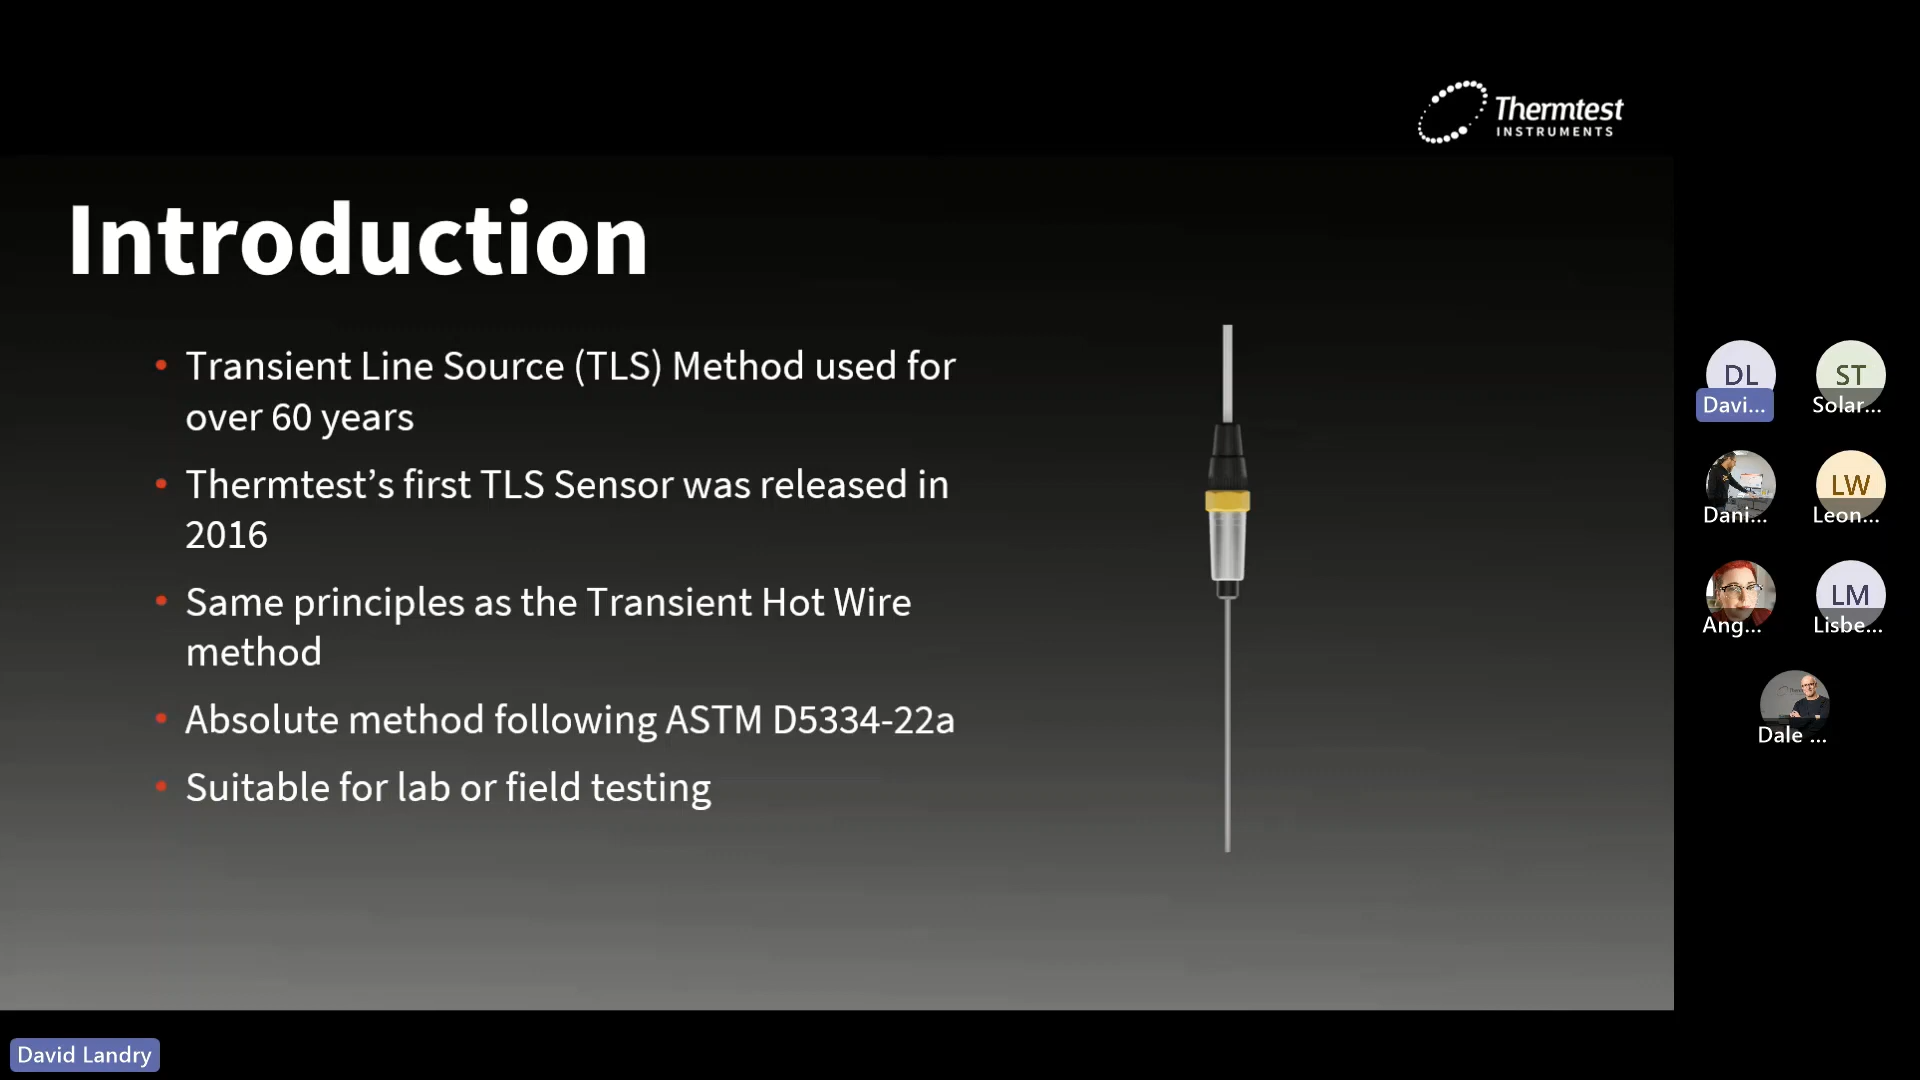 Thermtest
INSTRUMENTS
Introduction
• Transient Line Source (TLS) Method used for
over 60 years
• Thermtest’s first TLS Sensor was released in
2016
• Same principles as the Transient Hot Wire
method
• Absolute method following ASTM D5334-22a
• Suitable for lab or field testing
DL
Davi...
ST
Solar...
Dani...
LW
Leon...
Ang...
LM
Lisbe...
Dale ...
David Landry